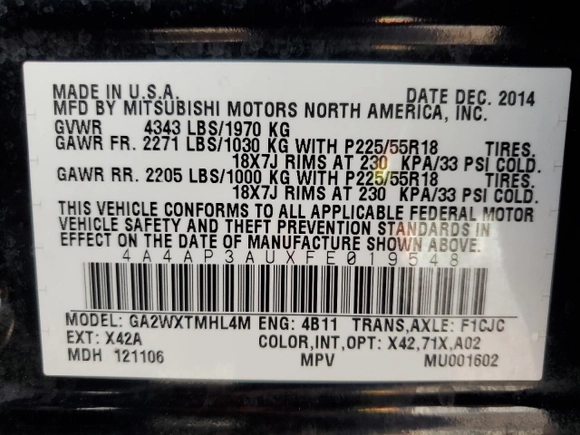 MADE IN U.S.A. DATE DEC. 2014
MFD BY MITSUBISHI MOTORS NORTH AMERICA, INC.
GVWR 4343 LBS/1970 KG
GAWR FR. 2271 LBS/1030 KG WITH P225/55R18 TIRES.
18X7J RIMS AT 230 KPA/33 PSI COLD.
GAWR RR. 2205 LBS/1000 KG WITH P225/55R18 TIRES.
18X7J RIMS AT 230 KPA/33 PSI COLD.
THIS VEHICLE CONFORMS TO ALL APPLICABLE FEDERAL MOTOR
VEHICLE SAFETY AND THEFT PREVENTION STANDARDS IN
EFFECT ON THE DATE OF MANUFACTURE SHOWN ABOVE.
4A4AP3AUXFE019548
MODEL: GA2WXTMHL4M ENG: 4B11 TRANS,AXLE: F1CJC
EXT: X42A COLOR,INT,OPT: X42,71X,A02
MDH 121106 MPV MU001602